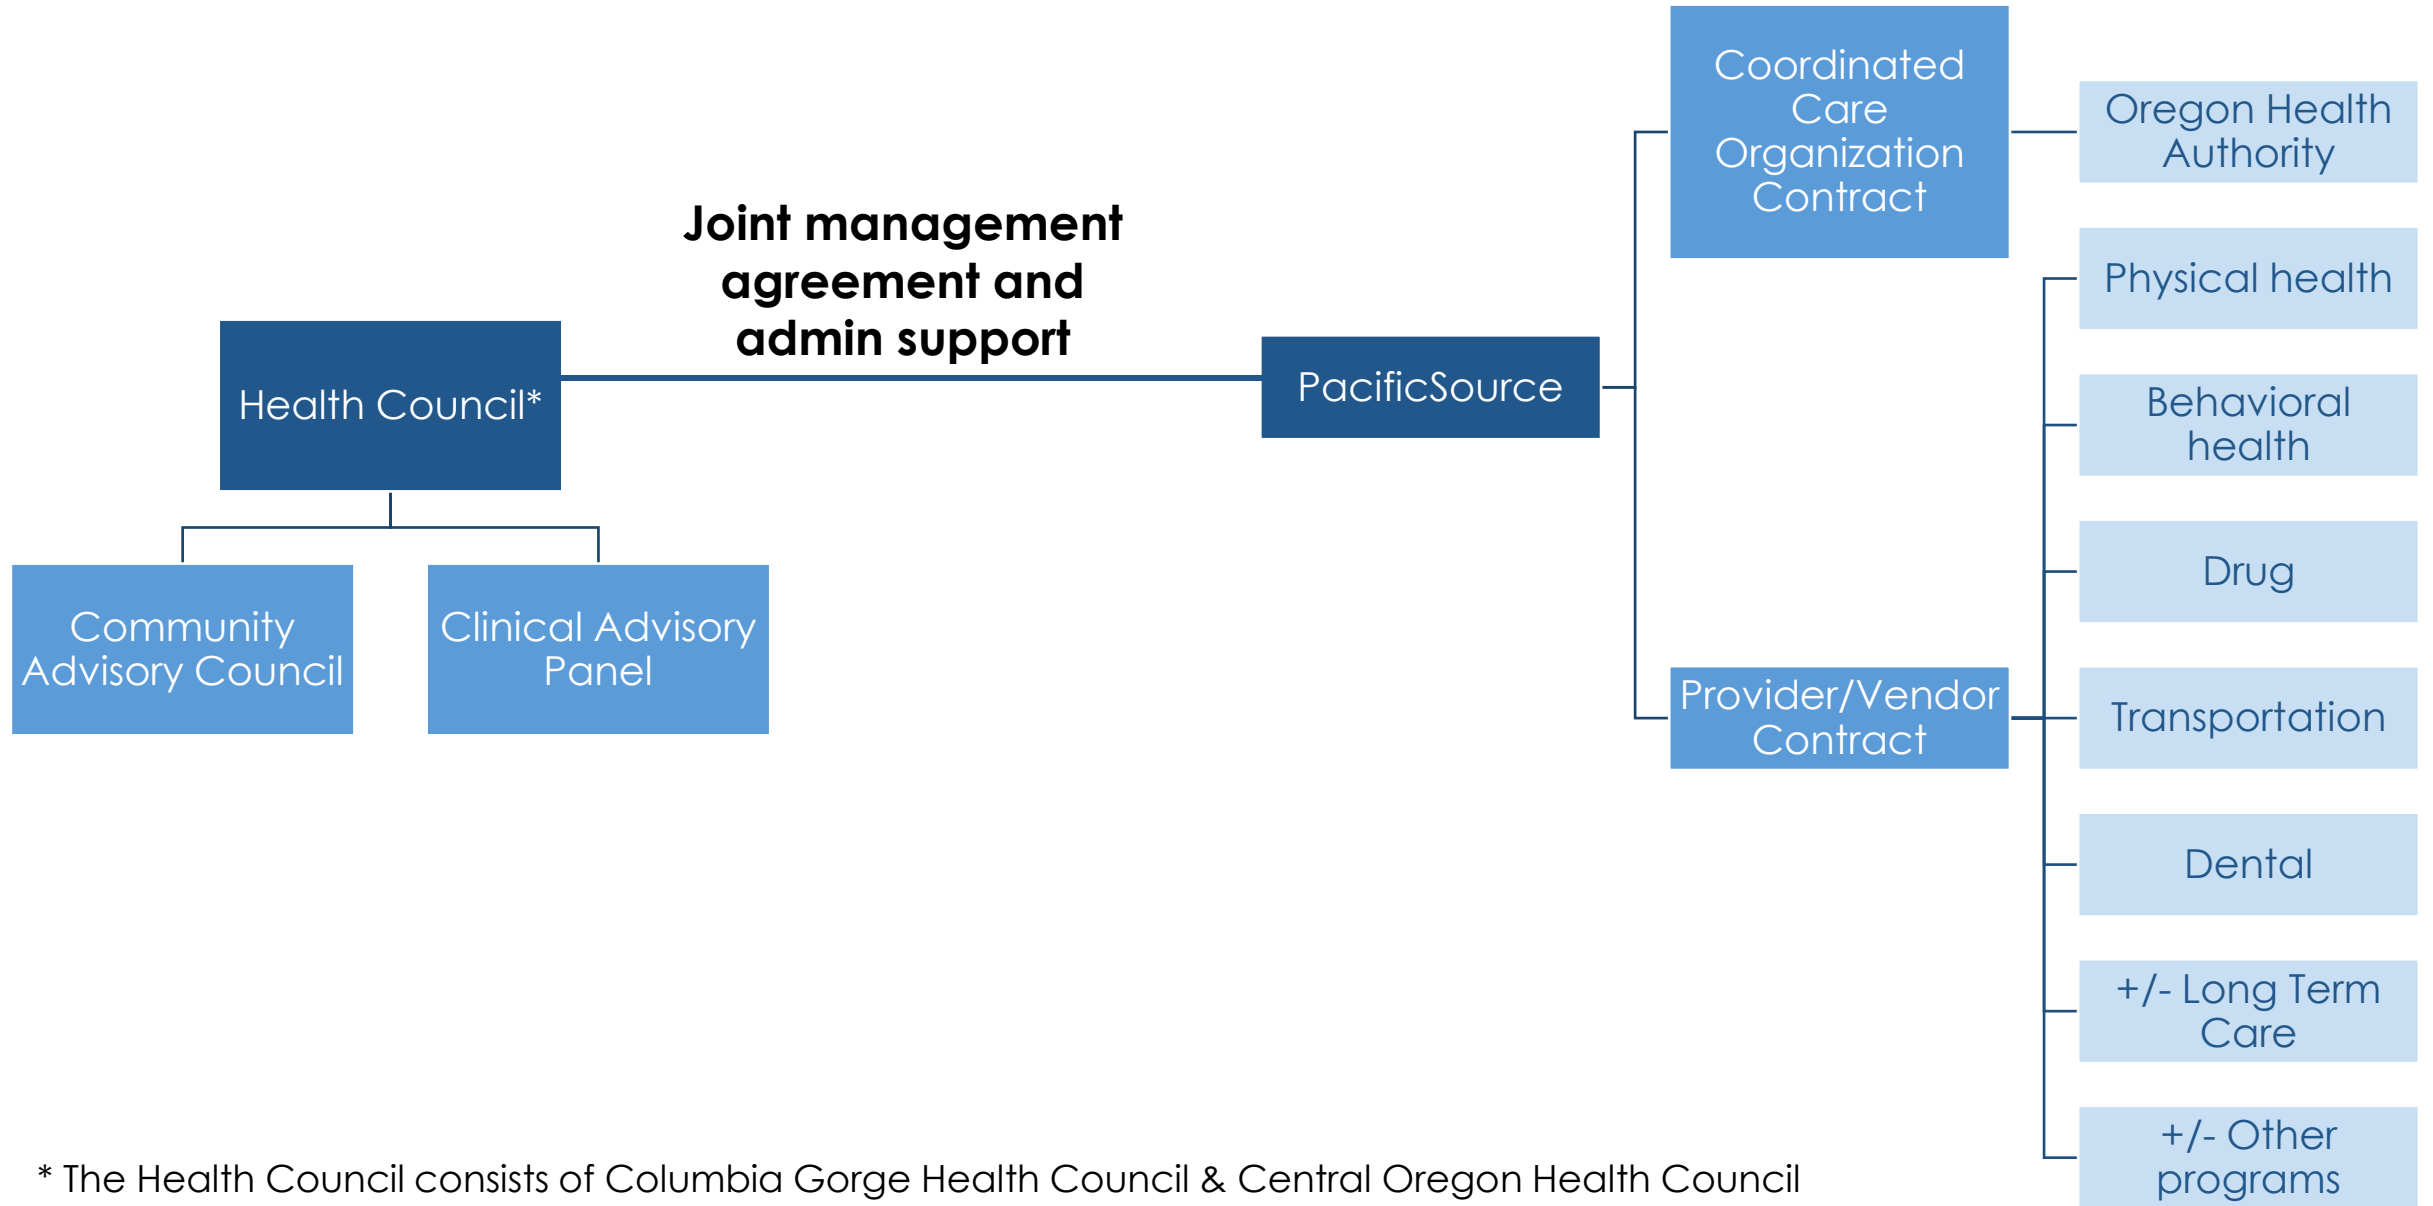 Coordinated
Care
Organization
Contract
Oregon Health
Authority
Joint management
agreement and
admin support
Physical health
Health Council*
PacificSource
Behavioral
health
Drug
Community
Advisory Council
Clinical Advisory
Panel
Provider/Vendor
Contract
Transportation
Dental
+/- Long Term
Care
+/- Other
programs
* The Health Council consists of Columbia Gorge Health Council & Central Oregon Health Council